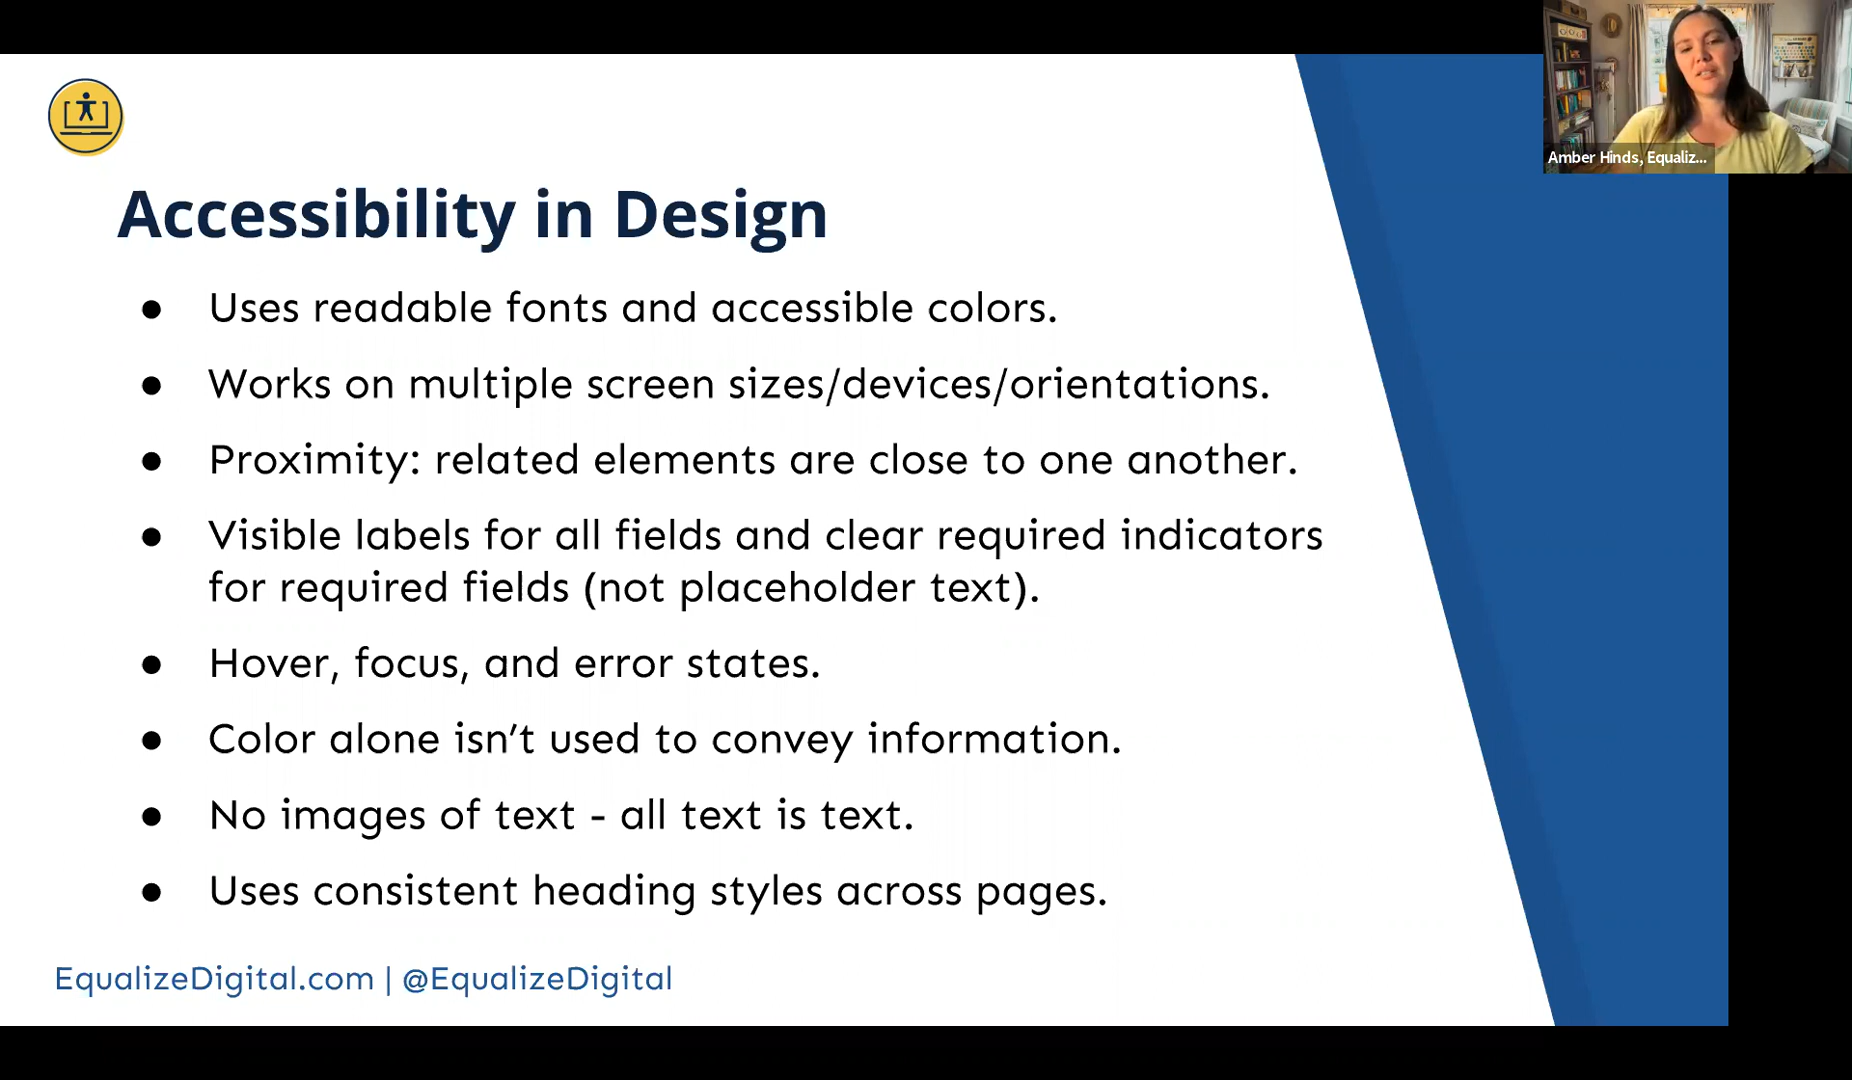 Amber Hinds, Equaliz...
Accessibility in Design
● Uses readable fonts and accessible colors.
● Works on multiple screen sizes/devices/orientations.
● Proximity: related elements are close to one another.
● Visible labels for all fields and clear required indicators
for required fields (not placeholder text).
● Hover, focus, and error states.
● Color alone isn’t used to convey information.
● No images of text - all text is text.
● Uses consistent heading styles across pages.
EqualizeDigital.com | @EqualizeDigital